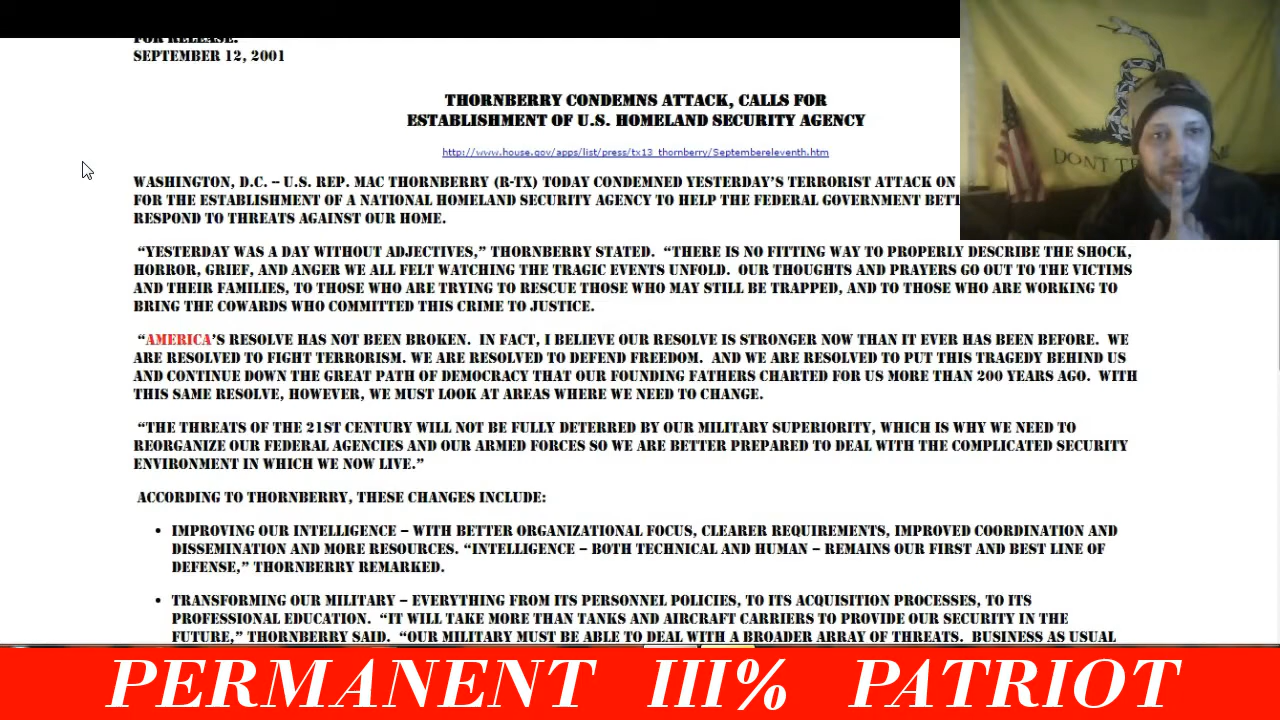 FOR RELEASE:
SEPTEMBER 12, 2001
THORNBERRY CONDEMNS ATTACK, CALLS FOR
ESTABLISHMENT OF U.S. HOMELAND SECURITY AGENCY
http://www.house.gov/apps/list/press/tx13_thornberry/Septembereleventh.htm
WASHINGTON, D.C. -- U.S. REP. MAC THORNBERRY (R-TX) TODAY CONDEMNED YESTERDAY'S TERRORIST ATTACK ON
FOR THE ESTABLISHMENT OF A NATIONAL HOMELAND SECURITY AGENCY TO HELP THE FEDERAL GOVERNMENT BETT
RESPOND TO THREATS AGAINST OUR HOME.
“YESTERDAY WAS A DAY WITHOUT ADJECTIVES,” THORNBERRY STATED. “THERE IS NO FITTING WAY TO PROPERLY DESCRIBE THE SHOCK,
HORROR, GRIEF, AND ANGER WE ALL FELT WATCHING THE TRAGIC EVENTS UNFOLD. OUR THOUGHTS AND PRAYERS GO OUT TO THE VICTIMS
AND THEIR FAMILIES, TO THOSE WHO ARE TRYING TO RESCUE THOSE WHO MAY STILL BE TRAPPED, AND TO THOSE WHO ARE WORKING TO
BRING THE COWARDS WHO COMMITTED THIS CRIME TO JUSTICE.
“AMERICA'S RESOLVE HAS NOT BEEN BROKEN. IN FACT, I BELIEVE OUR RESOLVE IS STRONGER NOW THAN IT EVER HAS BEEN BEFORE. WE
ARE RESOLVED TO FIGHT TERRORISM. WE ARE RESOLVED TO DEFEND FREEDOM. AND WE ARE RESOLVED TO PUT THIS TRAGEDY BEHIND US
AND CONTINUE DOWN THE GREAT PATH OF DEMOCRACY THAT OUR FOUNDING FATHERS CHARTED FOR US MORE THAN 200 YEARS AGO. WITH
THIS SAME RESOLVE, HOWEVER, WE MUST LOOK AT AREAS WHERE WE NEED TO CHANGE.
“THE THREATS OF THE 21ST CENTURY WILL NOT BE FULLY DETERRED BY OUR MILITARY SUPERIORITY, WHICH IS WHY WE NEED TO
REORGANIZE OUR FEDERAL AGENCIES AND OUR ARMED FORCES SO WE ARE BETTER PREPARED TO DEAL WITH THE COMPLICATED SECURITY
ENVIRONMENT IN WHICH WE NOW LIVE.”
ACCORDING TO THORNBERRY, THESE CHANGES INCLUDE:
• IMPROVING OUR INTELLIGENCE – WITH BETTER ORGANIZATIONAL FOCUS, CLEARER REQUIREMENTS, IMPROVED COORDINATION AND
DISSEMINATION AND MORE RESOURCES. “INTELLIGENCE – BOTH TECHNICAL AND HUMAN – REMAINS OUR FIRST AND BEST LINE OF
DEFENSE,” THORNBERRY REMARKED.
• TRANSFORMING OUR MILITARY – EVERYTHING FROM ITS PERSONNEL POLICIES, TO ITS ACQUISITION PROCESSES, TO ITS
PROFESSIONAL EDUCATION. “IT WILL TAKE MORE THAN TANKS AND AIRCRAFT CARRIERS TO PROVIDE OUR SECURITY IN THE
FUTURE,” THORNBERRY SAID. “OUR MILITARY MUST BE ABLE TO DEAL WITH A BROADER ARRAY OF THREATS. BUSINESS AS USUAL
DONT
PERMANENT III% PATRIOT